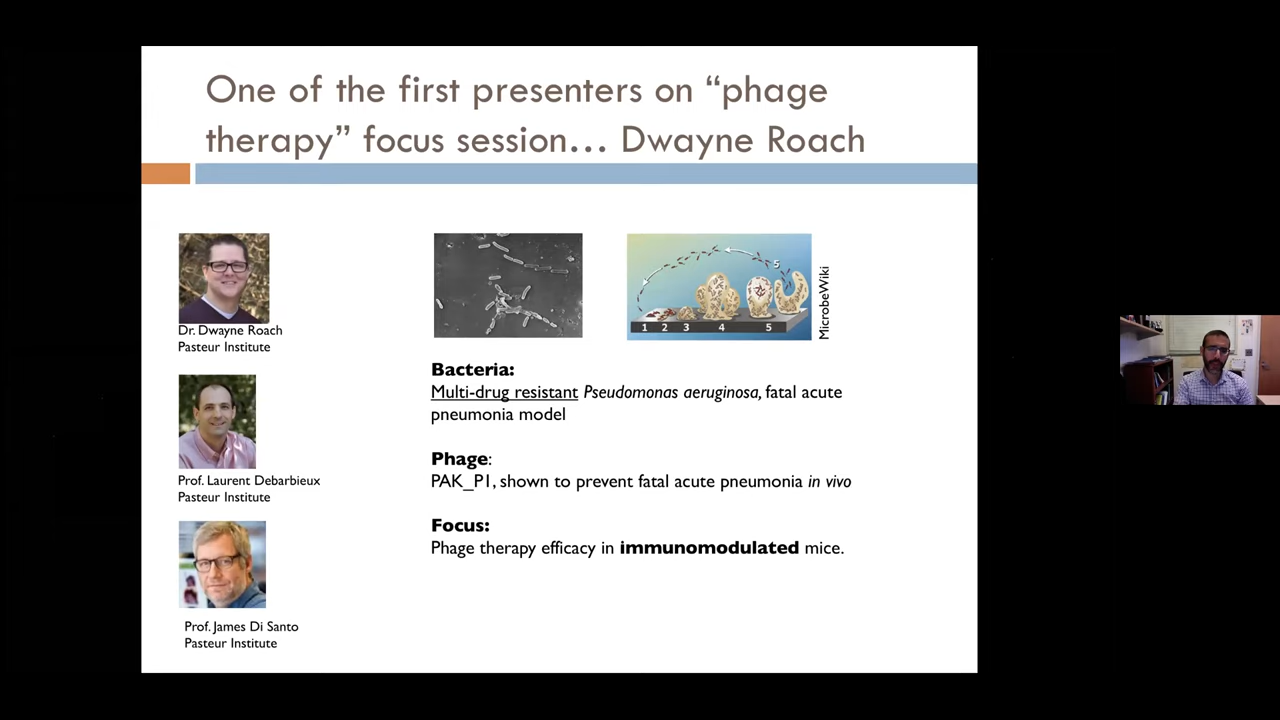 One of the first presenters on “phage
therapy” focus session… Dwayne Roach
Dr. Dwayne Roach
Pasteur Institute
Prof. Laurent Debarbieux
Pasteur Institute
Prof. James Di Santo
Pasteur Institute
5
1 2 3 4 5
MicrobeWiki
Bacteria:
Multi-drug resistant Pseudomonas aeruginosa, fatal acute
pneumonia model
Phage:
PAK_P1, shown to prevent fatal acute pneumonia in vivo
Focus:
Phage therapy efficacy in immunomodulated mice.